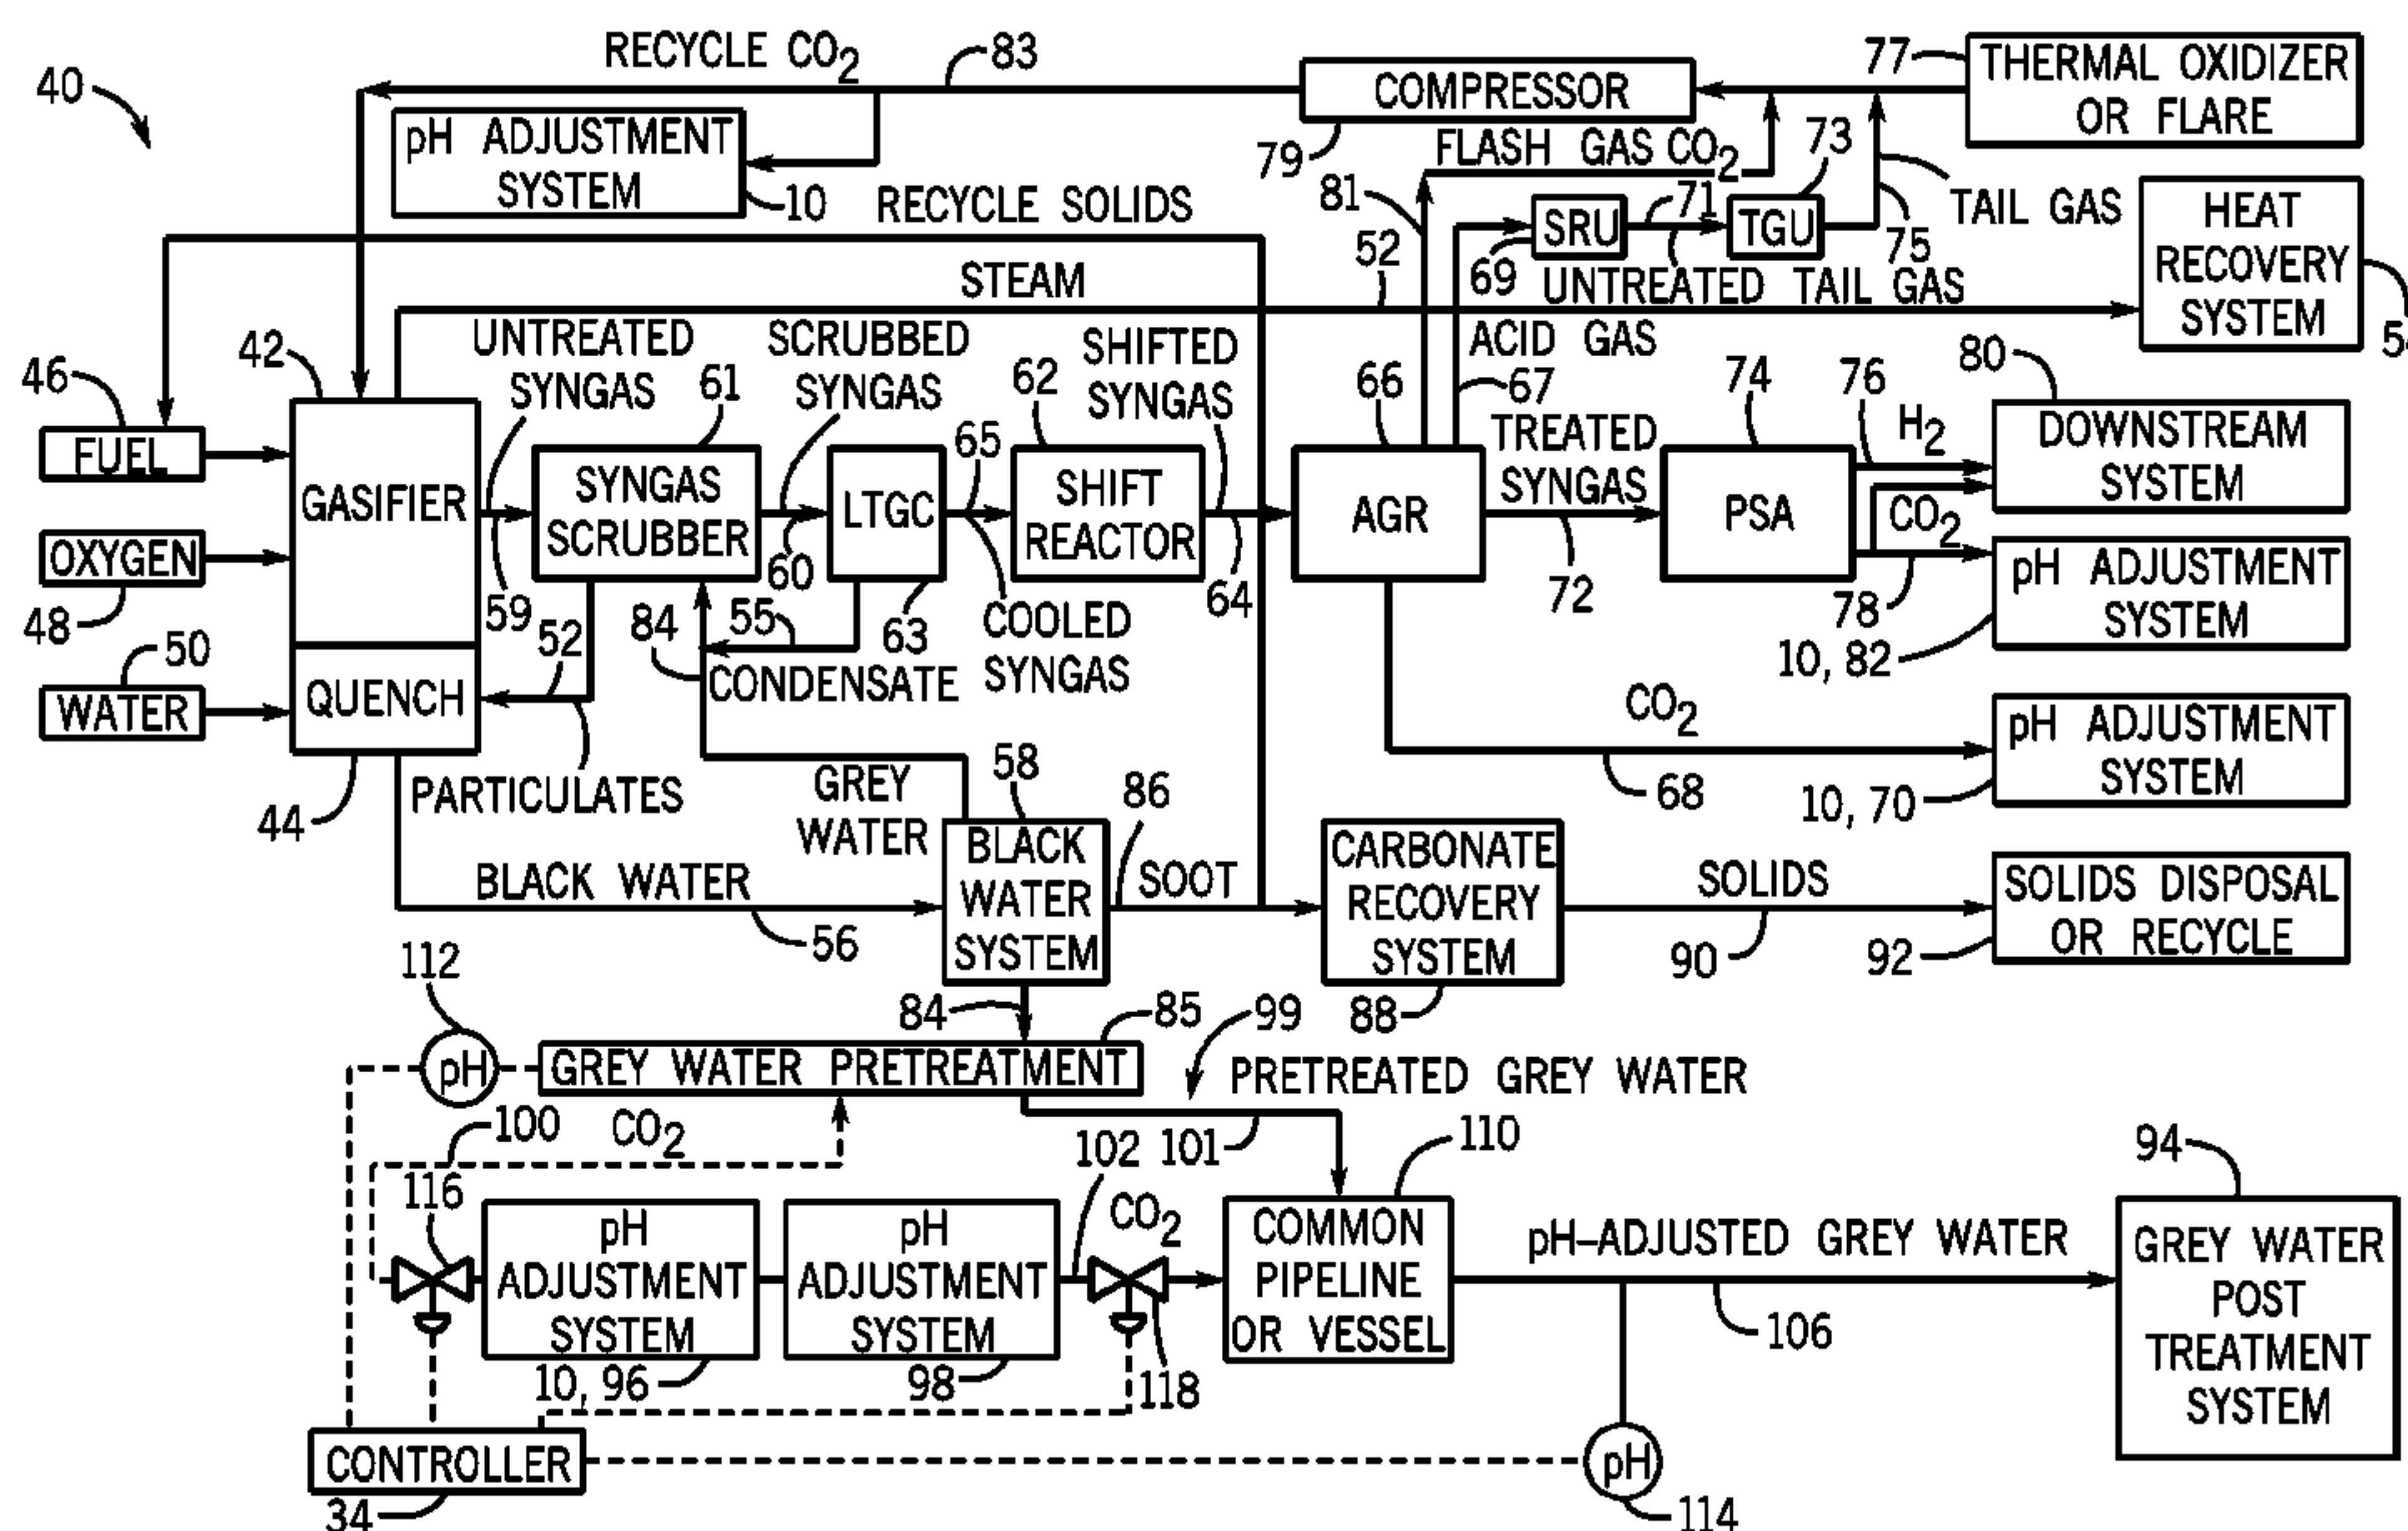 RECYCLE CO2
83
77
THERMAL OXIDIZER
OR FLARE
40
COMPRESSOR
79
FLASH GAS CO2
73
pH ADJUSTMENT
SYSTEM
10
RECYCLE SOLIDS
81
71
TAIL GAS
HEAT
RECOVERY
SYSTEM
52
SRU
TGU
75
69
UNTREATED TAIL GAS
STEAM
42
UNTREATED
SYNGAS
SCRUBBED
SYNGAS
SHIFTED
SYNGAS
ACID GAS
80
46
61
62
66
67
74
76
FUEL
TREATED
SYNGAS
H2
DOWNSTREAM
SYSTEM
65
GASIFIER
SYNGAS
SCRUBBER
LTGC
SHIFT
REACTOR
AGR
PSA
CO2
OXYGEN
48
59
60
64
72
78
pH ADJUSTMENT
SYSTEM
10, 82
50
52
84
55
63
COOLED
SYNGAS
WATER
QUENCH
CONDENSATE
CO2
pH ADJUSTMENT
SYSTEM
68
10, 70
44
PARTICULATES
GREY
WATER
58
86
BLACK WATER
56
BLACK
WATER
SYSTEM
SOOT
CARBONATE
RECOVERY
SYSTEM
88
SOLIDS
90
SOLIDS DISPOSAL
OR RECYCLE
92
112
84
85
99
pH
GREY WATER PRETREATMENT
PRETREATED GREY WATER
100
CO2
102
101
110
94
116
pH
ADJUSTMENT
SYSTEM
10, 96
pH
ADJUSTMENT
SYSTEM
98
CO2
118
COMMON
PIPELINE
OR VESSEL
pH-ADJUSTED GREY WATER
106
GREY WATER
POST
TREATMENT
SYSTEM
CONTROLLER
34
pH
114